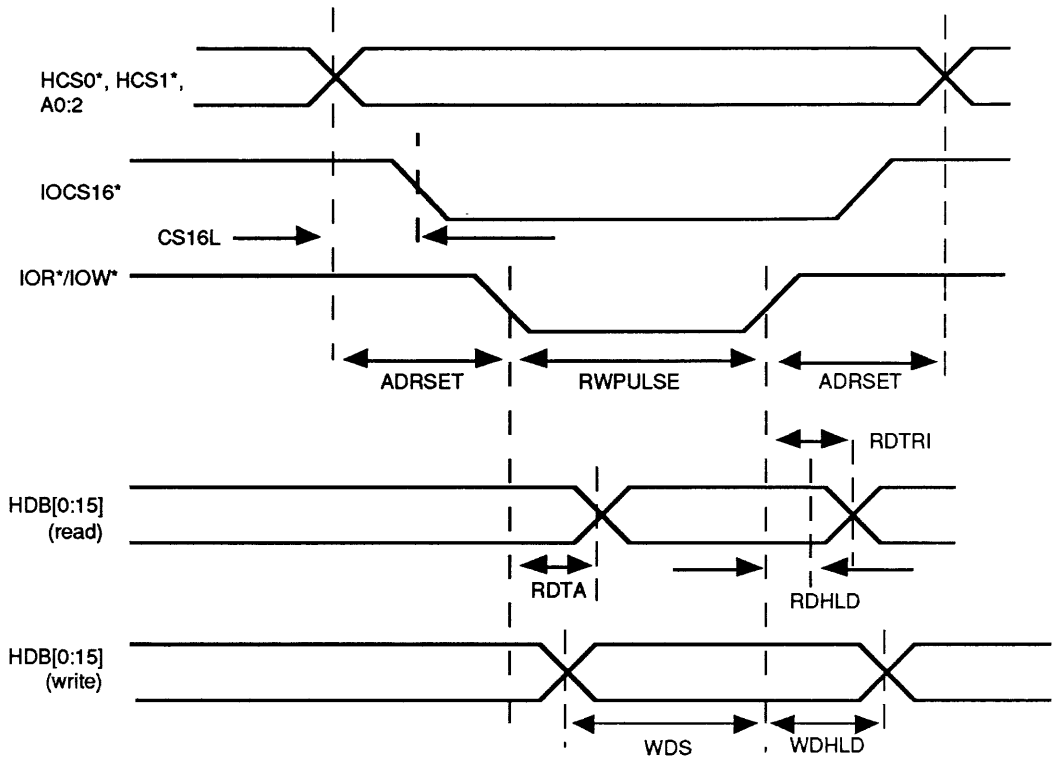 HCS0*, HCS1*,
A0:2
IOCS16*
CS16L
IOR*/IOW*
ADRSET
RWPULSE
ADRSET
RDTRI
HDB[0:15]
(read)
RDTA
RDHLD
HDB[0:15]
(write)
WDS
WDHLD